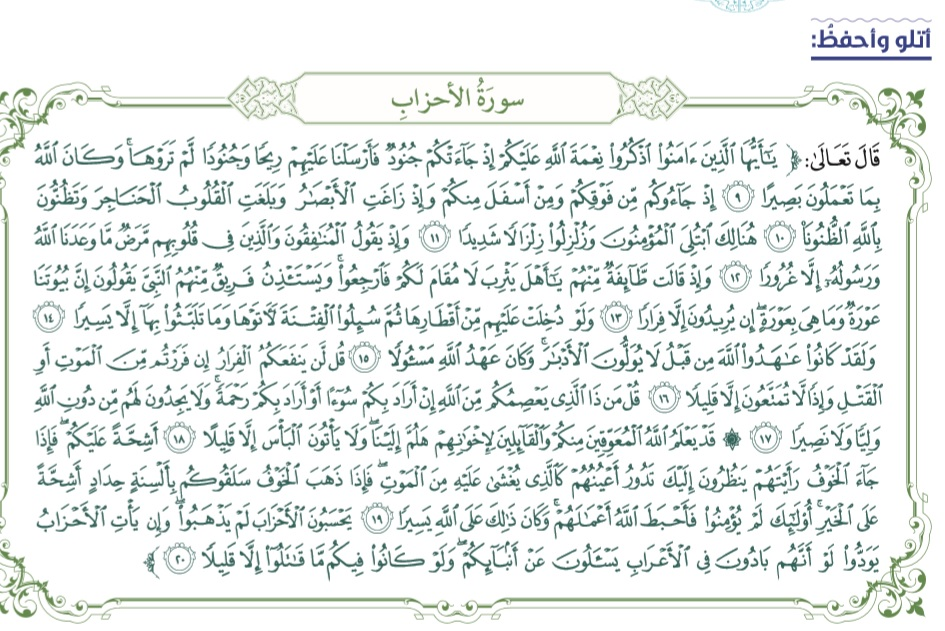 أتلو وأحفظُ:
سورَةُ الأحزابِ
قَالَ تَعَالَىٰ: ﴿ يَـٰٓأَيُّهَا ٱلَّذِينَ ءَامَنُوا۟ ٱذْكُرُوا۟ نِعْمَةَ ٱللَّهِ عَلَيْكُمْ إِذْ جَآءَتْكُمْ جُنُودٌ فَأَرْسَلْنَا عَلَيْهِمْ رِيحًا وَجُنُودًا لَّمْ تَرَوْهَا ۚ وَكَانَ ٱللَّهُ
بِمَا تَعْمَلُونَ بَصِيرًا ٩ إِذْ جَآءُوكُم مِّن فَوْقِكُمْ وَمِنْ أَسْفَلَ مِنكُمْ وَإِذْ زَاغَتِ ٱلْأَبْصَـٰرُ وَبَلَغَتِ ٱلْقُلُوبُ ٱلْحَنَاجِرَ وَتَظُنُّونَ
بِٱللَّهِ ٱلظُّنُونَا۠ ١٠ هُنَالِكَ ٱبْتُلِىَ ٱلْمُؤْمِنُونَ وَزُلْزِلُوا۟ زِلْزَالًا شَدِيدًا ١١ وَإِذْ يَقُولُ ٱلْمُنَـٰفِقُونَ وَٱلَّذِينَ فِى قُلُوبِهِم مَّرَضٌ مَّا وَعَدَنَا ٱللَّهُ
وَرَسُولُهُۥٓ إِلَّا غُرُورًا ١٢ وَإِذْ قَالَت طَّآئِفَةٌ مِّنْهُمْ يَـٰٓأَهْلَ يَثْرِبَ لَا مُقَامَ لَكُمْ فَٱرْجِعُوا۟ ۚ وَيَسْتَـْٔذِنُ فَرِيقٌ مِّنْهُمُ ٱلنَّبِىَّ يَقُولُونَ إِنَّ بُيُوتَنَا
عَوْرَةٌ وَمَا هِىَ بِعَوْرَةٍ ۖ إِن يُرِيدُونَ إِلَّا فِرَارًا ١٣ وَلَوْ دُخِلَتْ عَلَيْهِم مِّنْ أَقْطَارِهَا ثُمَّ سُئِلُوا۟ ٱلْفِتْنَةَ لَـَٔاتَوْهَا وَمَا تَلَبَّثُوا۟ بِهَآ إِلَّا يَسِيرًا ١٤
وَلَقَدْ كَانُوا۟ عَـٰهَدُوا۟ ٱللَّهَ مِن قَبْلُ لَا يُوَلُّونَ ٱلْأَدْبَـٰرَ ۚ وَكَانَ عَهْدُ ٱللَّهِ مَسْـُٔولًا ١٥ قُل لَّن يَنفَعَكُمُ ٱلْفِرَارُ إِن فَرَرْتُم مِّنَ ٱلْمَوْتِ أَوِ
ٱلْقَتْلِ وَإِذًا لَّا تُمَتَّعُونَ إِلَّا قَلِيلًا ١٦ قُلْ مَن ذَا ٱلَّذِى يَعْصِمُكُم مِّنَ ٱللَّهِ إِنْ أَرَادَ بِكُمْ سُوٓءًا أَوْ أَرَادَ بِكُمْ رَحْمَةً ۚ وَلَا يَجِدُونَ لَهُم مِّن دُونِ ٱللَّهِ
وَلِيًّا وَلَا نَصِيرًا ١٧ ۞ قَدْ يَعْلَمُ ٱللَّهُ ٱلْمُعَوِّقِينَ مِنكُمْ وَٱلْقَآئِلِينَ لِإِخْوَٰنِهِمْ هَلُمَّ إِلَيْنَا ۖ وَلَا يَأْتُونَ ٱلْبَأْسَ إِلَّا قَلِيلًا ١٨ أَشِحَّةً عَلَيْكُمْ ۖ فَإِذَا
جَآءَ ٱلْخَوْفُ رَأَيْتَهُمْ يَنظُرُونَ إِلَيْكَ تَدُورُ أَعْيُنُهُمْ كَٱلَّذِى يُغْشَىٰ عَلَيْهِ مِنَ ٱلْمَوْتِ ۖ فَإِذَا ذَهَبَ ٱلْخَوْفُ سَلَقُوكُم بِأَلْسِنَةٍ حِدَادٍ أَشِحَّةً
عَلَى ٱلْخَيْرِ ۚ أُو۟لَـٰٓئِكَ لَمْ يُؤْمِنُوا۟ فَأَحْبَطَ ٱللَّهُ أَعْمَـٰلَهُمْ ۚ وَكَانَ ذَٰلِكَ عَلَى ٱللَّهِ يَسِيرًا ١٩ يَحْسَبُونَ ٱلْأَحْزَابَ لَمْ يَذْهَبُوا۟ ۖ وَإِن يَأْتِ ٱلْأَحْزَابُ
يَوَدُّوا۟ لَوْ أَنَّهُم بَادُونَ فِى ٱلْأَعْرَابِ يَسْـَٔلُونَ عَنْ أَنۢبَآئِكُمْ ۖ وَلَوْ كَانُوا۟ فِيكُم مَّا قَـٰتَلُوٓا۟ إِلَّا قَلِيلًا ٢٠ ﴾